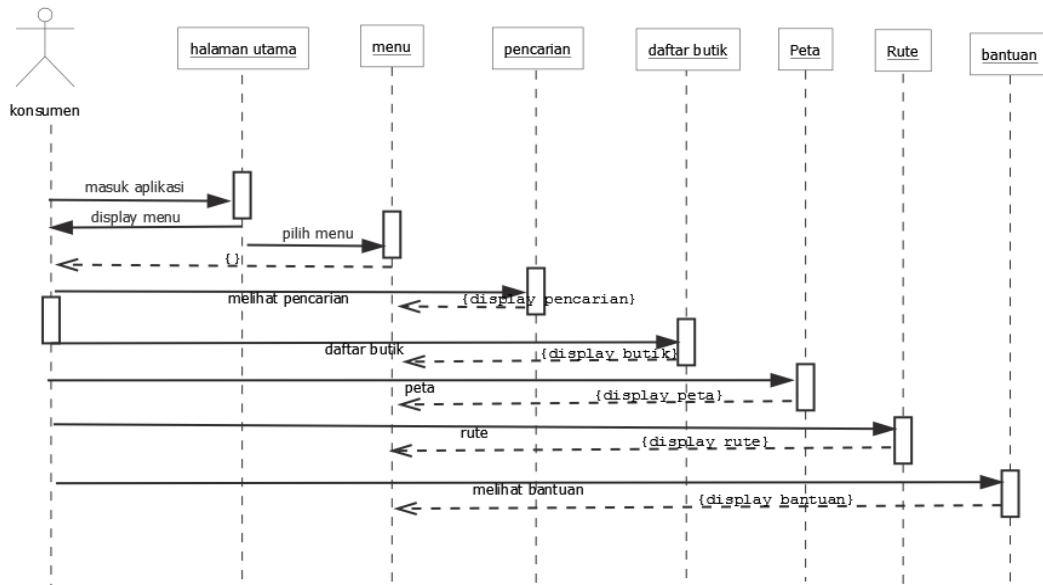 halaman utama
menu
pencarian
daftar butik
Peta
Rute
bantuan
konsumen
masuk aplikasi
display menu
pilih menu
{}
melihat pencarian
{display pencarian}
daftar butik
{display butik}
peta
{display peta}
rute
{display rute}
melihat bantuan
{display bantuan}